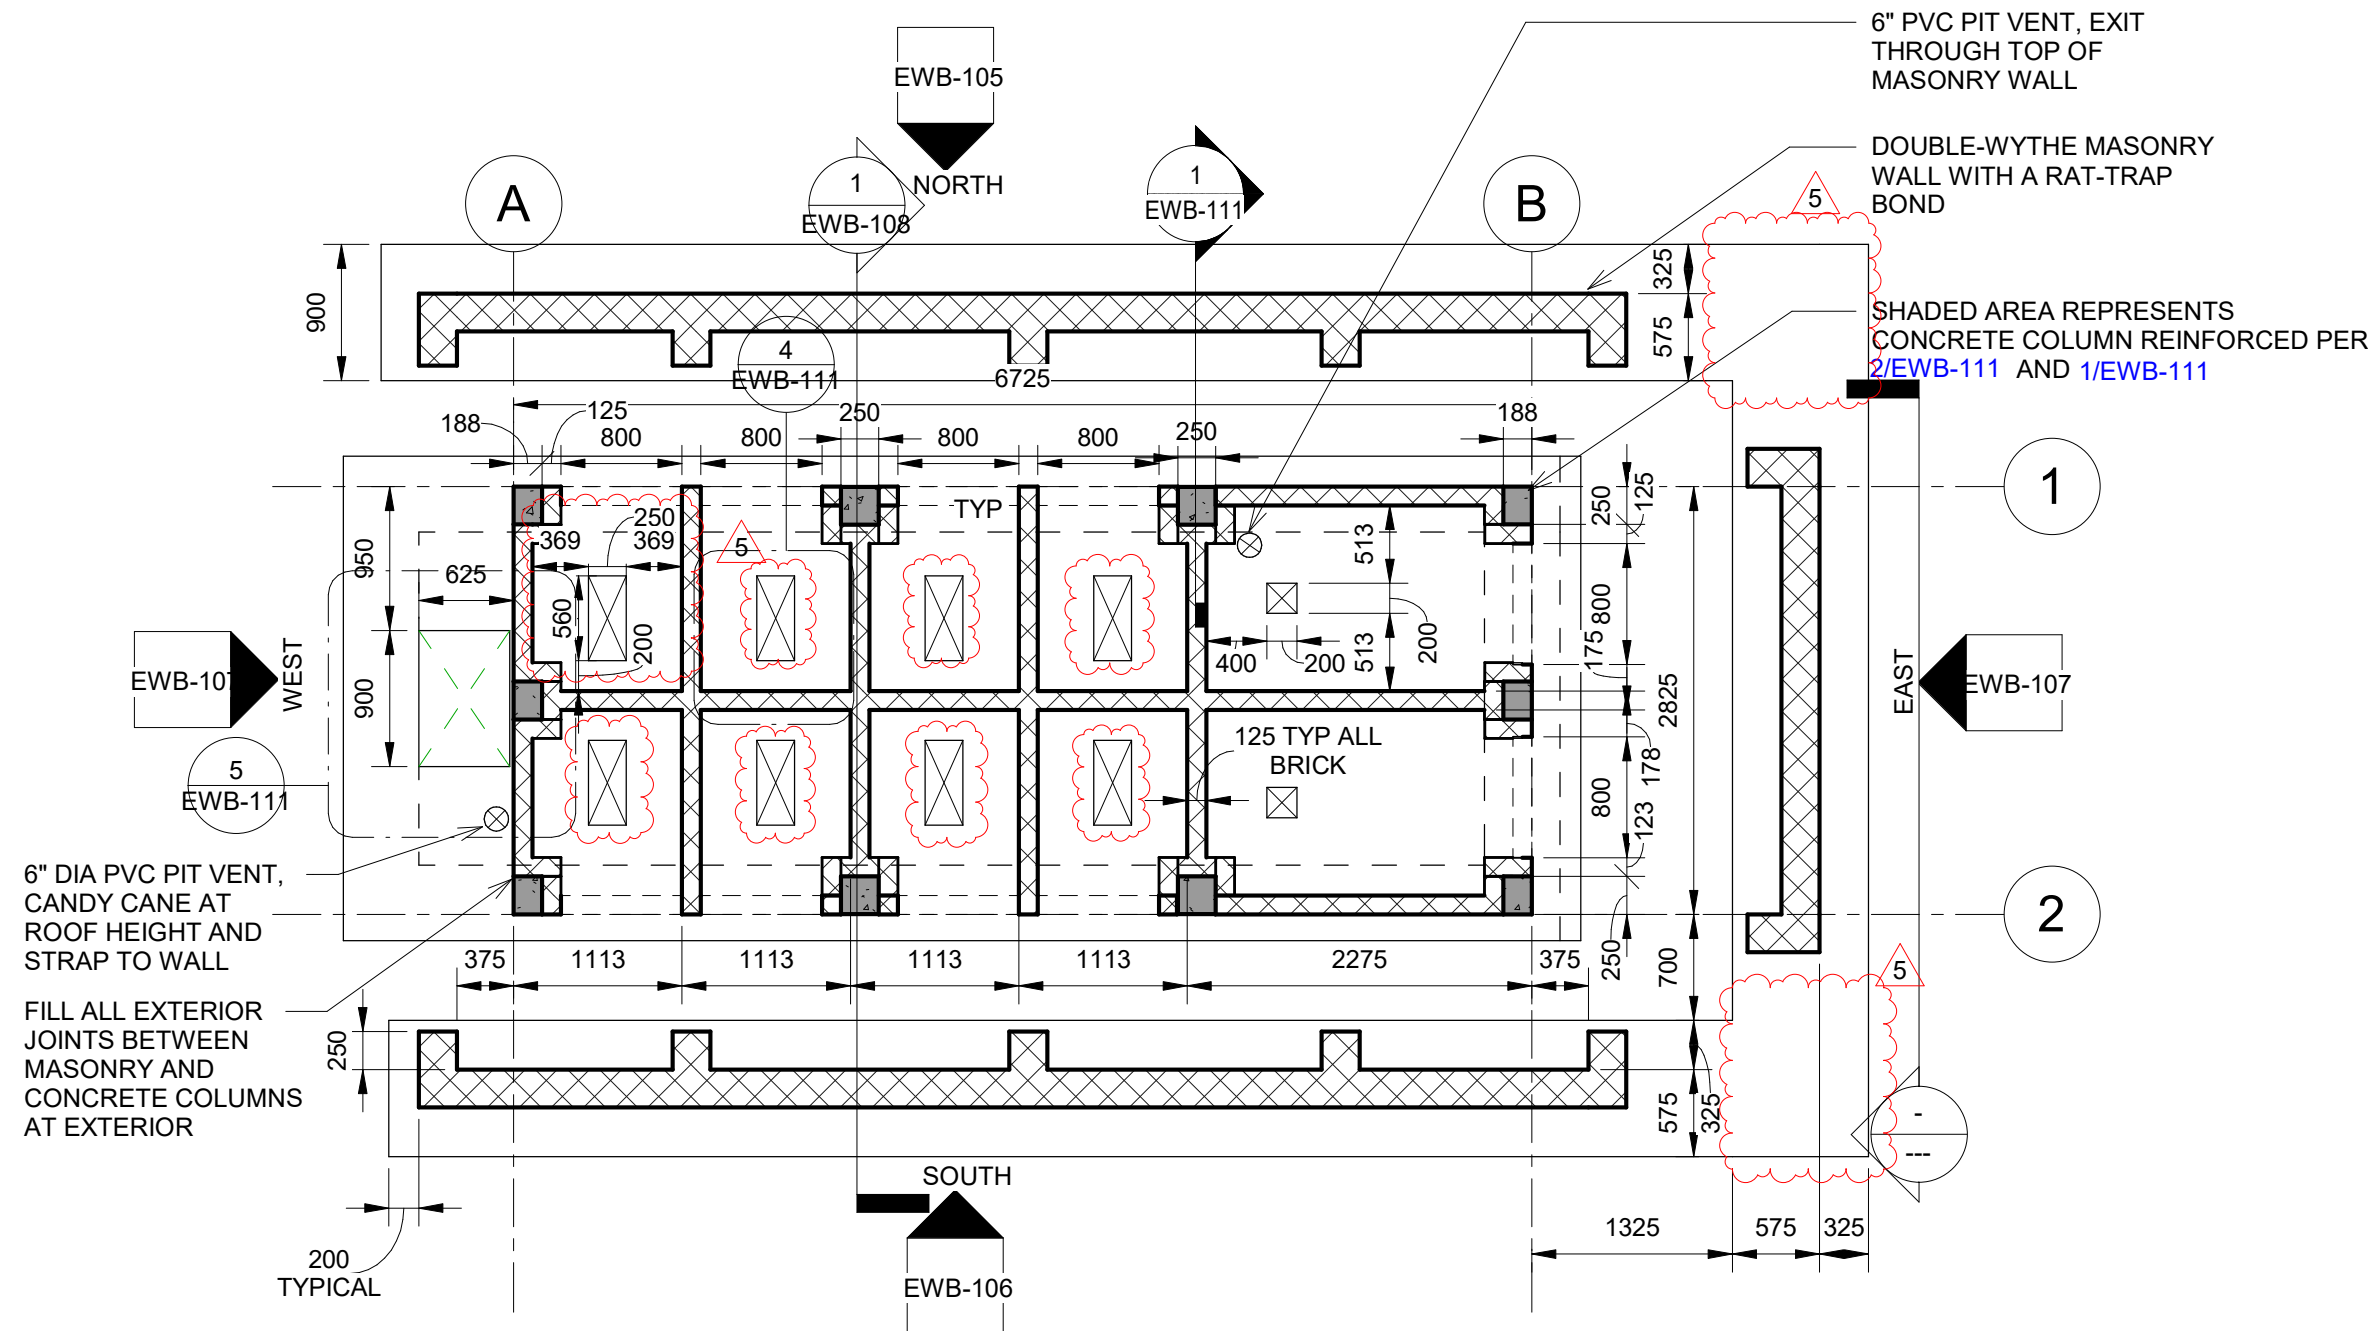 6" PVC PIT VENT, EXIT
THROUGH TOP OF
MASONRY WALL
EWB-105
NORTH
DOUBLE-WYTHE MASONRY
WALL WITH A RAT-TRAP
BOND
A
1
EWB-108
1
EWB-111
B
5
SHADED AREA REPRESENTS
CONCRETE COLUMN REINFORCED PER
2/EWB-111 AND 1/EWB-111
900
325
575
4
EWB-111
6725
188
125
250
188
800
800
800
800
250
TYP
1
950
625
900
369
250
369
560
200
5
513
513
200
400
200
250
125
800
175
2825
178
800
123
250
EWB-107
WEST
EAST
EWB-107
5
EWB-111
125 TYP ALL
BRICK
6" DIA PVC PIT VENT,
CANDY CANE AT
ROOF HEIGHT AND
STRAP TO WALL
2
375
1113
1113
1113
1113
2275
375
700
5
FILL ALL EXTERIOR
JOINTS BETWEEN
MASONRY AND
CONCRETE COLUMNS
AT EXTERIOR
250
575
325
-
---
SOUTH
EWB-106
200
TYPICAL
1325
575
325